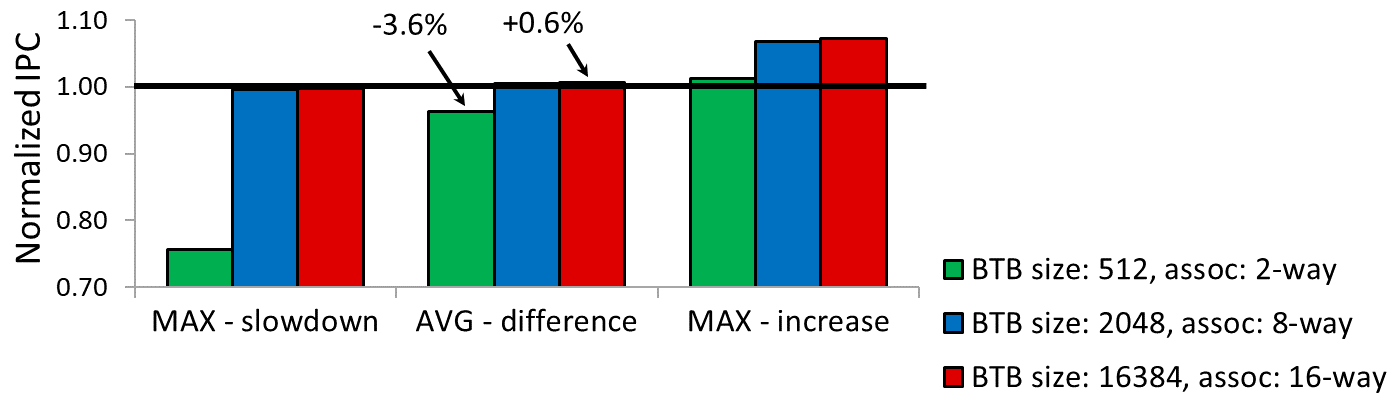 Normalized IPC
1.10
1.00
0.90
0.80
0.70
-3.6%
+0.6%
MAX - slowdown
AVG - difference
MAX - increase
BTB size: 512, assoc: 2-way
BTB size: 2048, assoc: 8-way
BTB size: 16384, assoc: 16-way